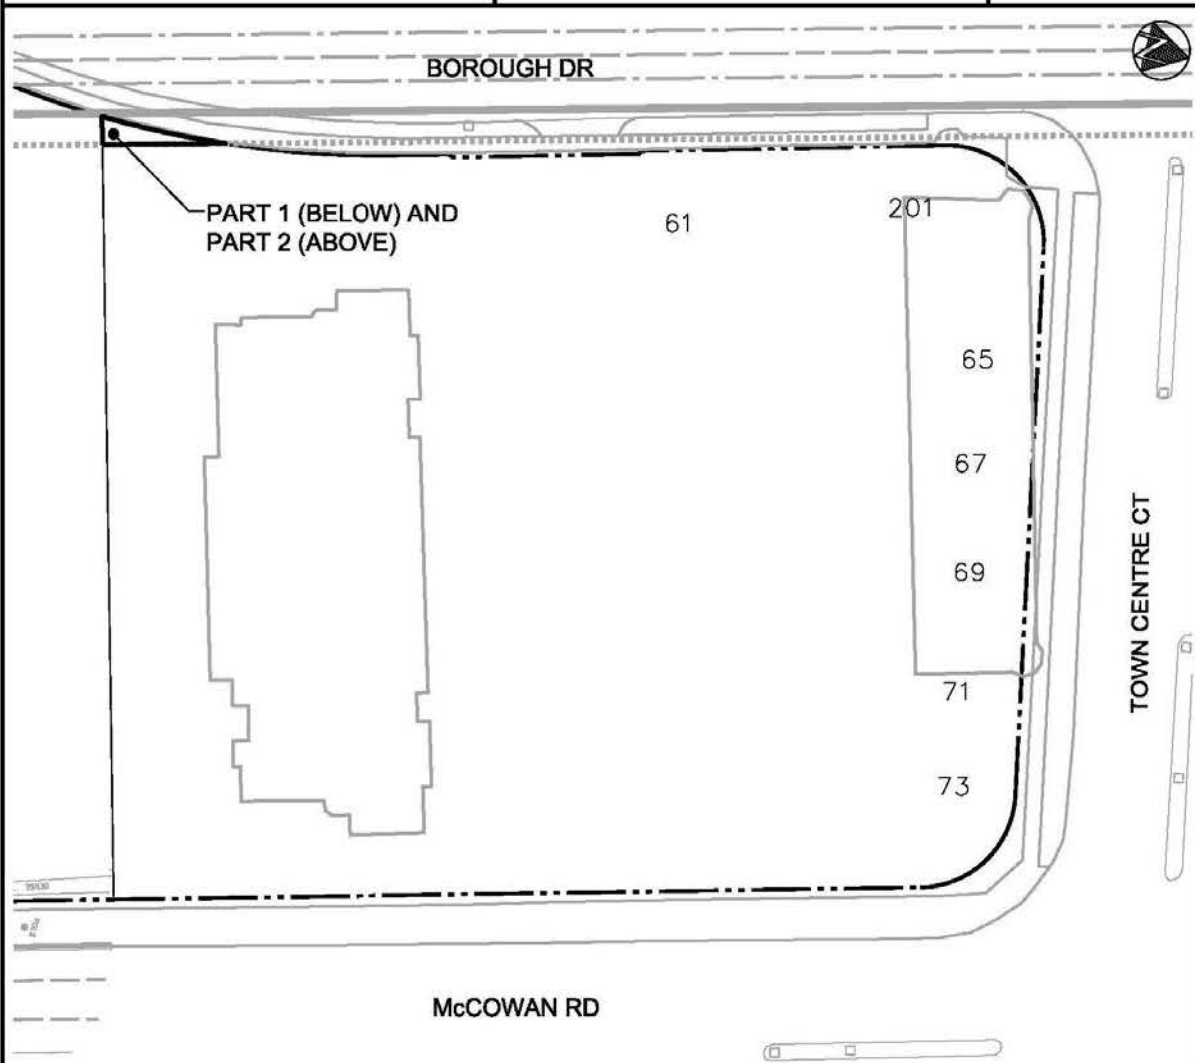 BOROUGH DR
PART 1 (BELOW) AND
PART 2 (ABOVE)
61
201
65
67
69
71
73
TOWN CENTRE CT
McCOWAN RD